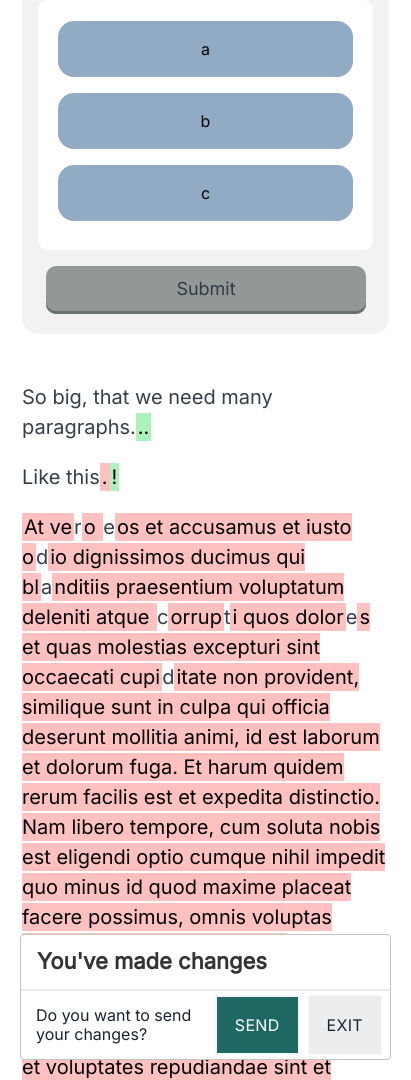 a
b
c
Submit
So big, that we need many
paragraphs...
Like this.!
At vero eos et accusamus et iusto
odio dignissimos ducimus qui
blanditiis praesentium voluptatum
deleniti atque corrupti quos dolores
et quas molestias excepturi sint
occaecati cupiditate non provident,
similique sunt in culpa qui officia
deserunt mollitia animi, id est laborum
et dolorum fuga. Et harum quidem
rerum facilis est et expedita distinctio.
Nam libero tempore, cum soluta nobis
est eligendi optio cumque nihil impedit
quo minus id quod maxime placeat
facere possimus, omnis voluptas
You've made changes
Do you want to send
your changes?
SEND
EXIT
et voluptates repudiandae sint et